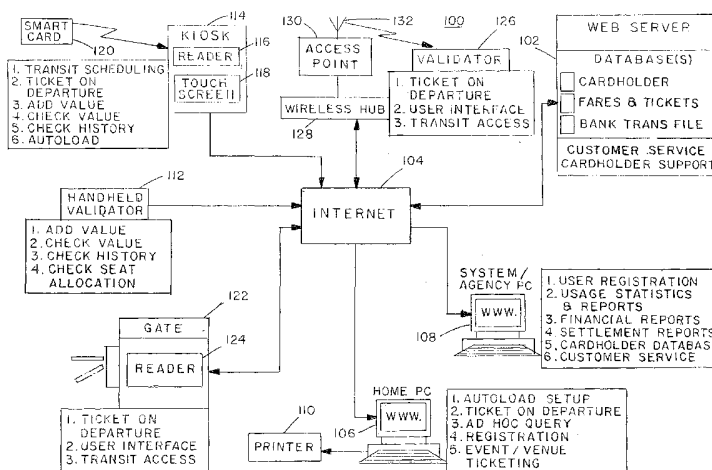 SMART
CARD
120
114
KIOSK
READER
116
TOUCH
SCREEN
118
1. TRANSIT SCHEDULING
2. TICKET ON
DEPARTURE
3. ADD VALUE
4. CHECK VALUE
5. CHECK HISTORY
6. AUTOLOAD
130
132
100
ACCESS
POINT
WIRELESS HUB
128
126
VALIDATOR
1. TICKET ON
DEPARTURE
2. USER INTERFACE
3. TRANSIT ACCESS
102
WEB SERVER
DATABASE(S)
CARDHOLDER
FARES & TICKETS
BANK TRANS FILE
CUSTOMER SERVICE
CARDHOLDER SUPPORT
104
INTERNET
112
HANDHELD
VALIDATOR
1. ADD VALUE
2. CHECK VALUE
3. CHECK HISTORY
4. CHECK SEAT
ALLOCATION
122
GATE
124
READER
1. TICKET ON
DEPARTURE
2. USER INTERFACE
3. TRANSIT ACCESS
SYSTEM/
AGENCY PC
WWW.
108
1. USER REGISTRATION
2. USAGE STATISTICS
& REPORTS
3. FINANCIAL REPORTS
4. SETTLEMENT REPORTS
5. CARDHOLDER DATABASE
6. CUSTOMER SERVICE
110
PRINTER
HOME PC
WWW.
106
1. AUTOLOAD SETUP
2. TICKET ON DEPARTURE
3. AD HOC QUERY
4. REGISTRATION
5. EVENT/VENUE
TICKETING